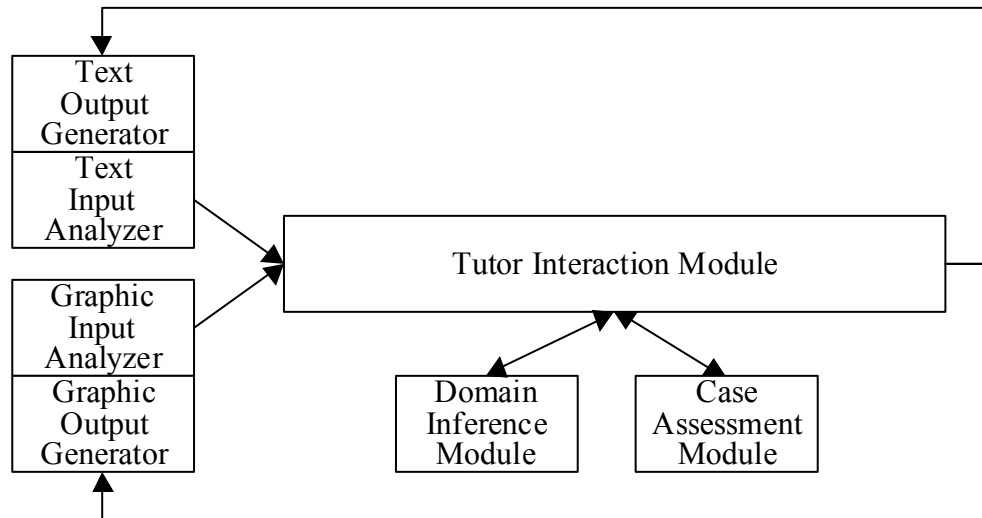 Text
Output
Generator
Text
Input
Analyzer
Tutor Interaction Module
Graphic
Input
Analyzer
Graphic
Output
Generator
Domain
Inference
Module
Case
Assessment
Module